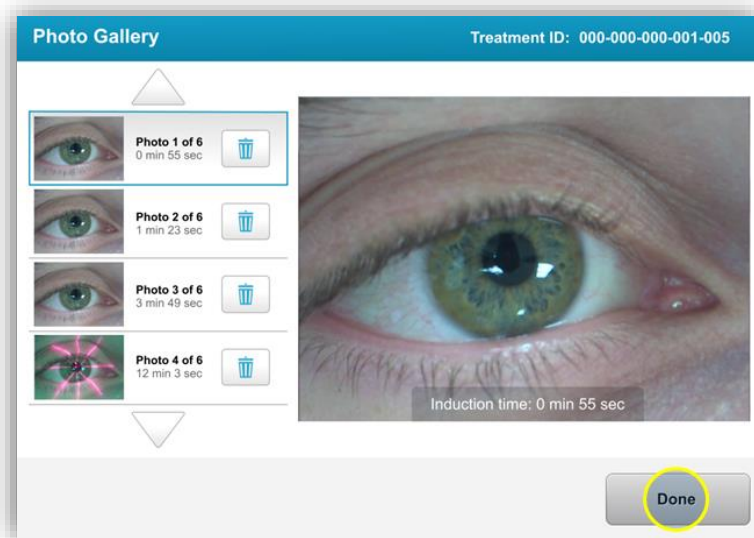 Photo Gallery
Treatment ID: 000-000-000-001-005
Photo 1 of 6
0 min 55 sec
Photo 2 of 6
1 min 23 sec
Photo 3 of 6
3 min 49 sec
Photo 4 of 6
12 min 3 sec
Induction time: 0 min 55 sec
Done